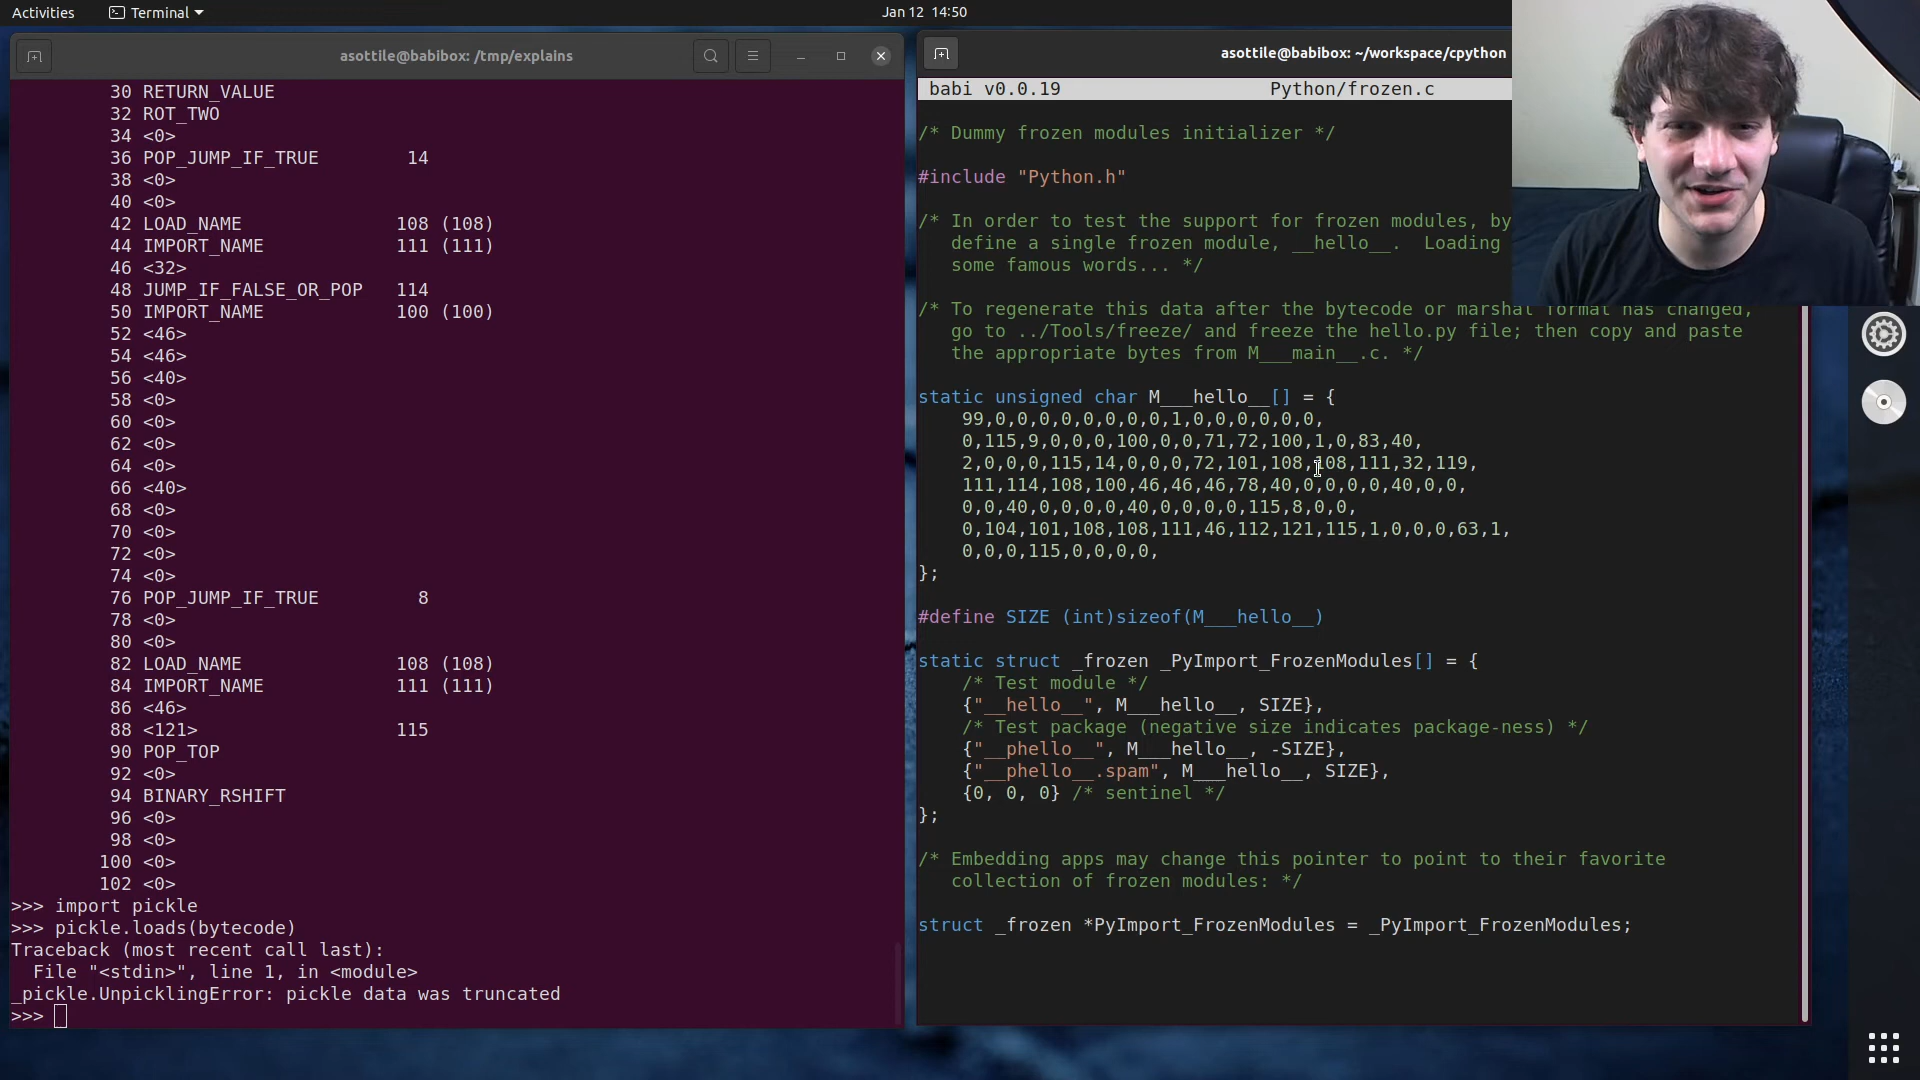 Activities
Terminal
Jan 12 14:50
asottile@babibox: /tmp/explains
30 RETURN_VALUE
32 ROT_TWO
34 <0>
36 POP_JUMP_IF_TRUE 14
38 <0>
40 <0>
42 LOAD_NAME 108 (108)
44 IMPORT_NAME 111 (111)
46 <32>
48 JUMP_IF_FALSE_OR_POP 114
50 IMPORT_NAME 100 (100)
52 <46>
54 <46>
56 <40>
58 <0>
60 <0>
62 <0>
64 <0>
66 <40>
68 <0>
70 <0>
72 <0>
74 <0>
76 POP_JUMP_IF_TRUE 8
78 <0>
80 <0>
82 LOAD_NAME 108 (108)
84 IMPORT_NAME 111 (111)
86 <46>
88 <121> 115
90 POP_TOP
92 <0>
94 BINARY_RSHIFT
96 <0>
98 <0>
100 <0>
102 <0>
>>> import pickle
>>> pickle.loads(bytecode)
Traceback (most recent call last):
File "<stdin>", line 1, in <module>
_pickle.UnpicklingError: pickle data was truncated
>>>
asottile@babibox: ~/workspace/cpython
babi v0.0.19 Python/frozen.c
/* Dummy frozen modules initializer */
#include "Python.h"
/* In order to test the support for frozen modules, by
define a single frozen module, __hello__. Loading
some famous words... */
/* To regenerate this data after the bytecode or marshal format has changed,
go to ../Tools/freeze/ and freeze the hello.py file; then copy and paste
the appropriate bytes from M___main__.c. */
static unsigned char M___hello__[] = {
99,0,0,0,0,0,0,0,0,1,0,0,0,0,0,0,
0,115,9,0,0,0,100,0,0,71,72,100,1,0,83,40,
2,0,0,0,115,14,0,0,0,72,101,108,108,111,32,119,
111,114,108,100,46,46,46,78,40,0,0,0,0,40,0,0,
0,0,40,0,0,0,0,40,0,0,0,0,115,8,0,0,
0,104,101,108,108,111,46,112,121,115,1,0,0,0,63,1,
0,0,0,115,0,0,0,0,
};
#define SIZE (int)sizeof(M___hello__)
static struct _frozen _PyImport_FrozenModules[] = {
/* Test module */
{"__hello__", M___hello__, SIZE},
/* Test package (negative size indicates package-ness) */
{"__phello__", M___hello__, -SIZE},
{"__phello__.spam", M___hello__, SIZE},
{0, 0, 0} /* sentinel */
};
/* Embedding apps may change this pointer to point to their favorite
collection of frozen modules: */
struct _frozen *PyImport_FrozenModules = _PyImport_FrozenModules;